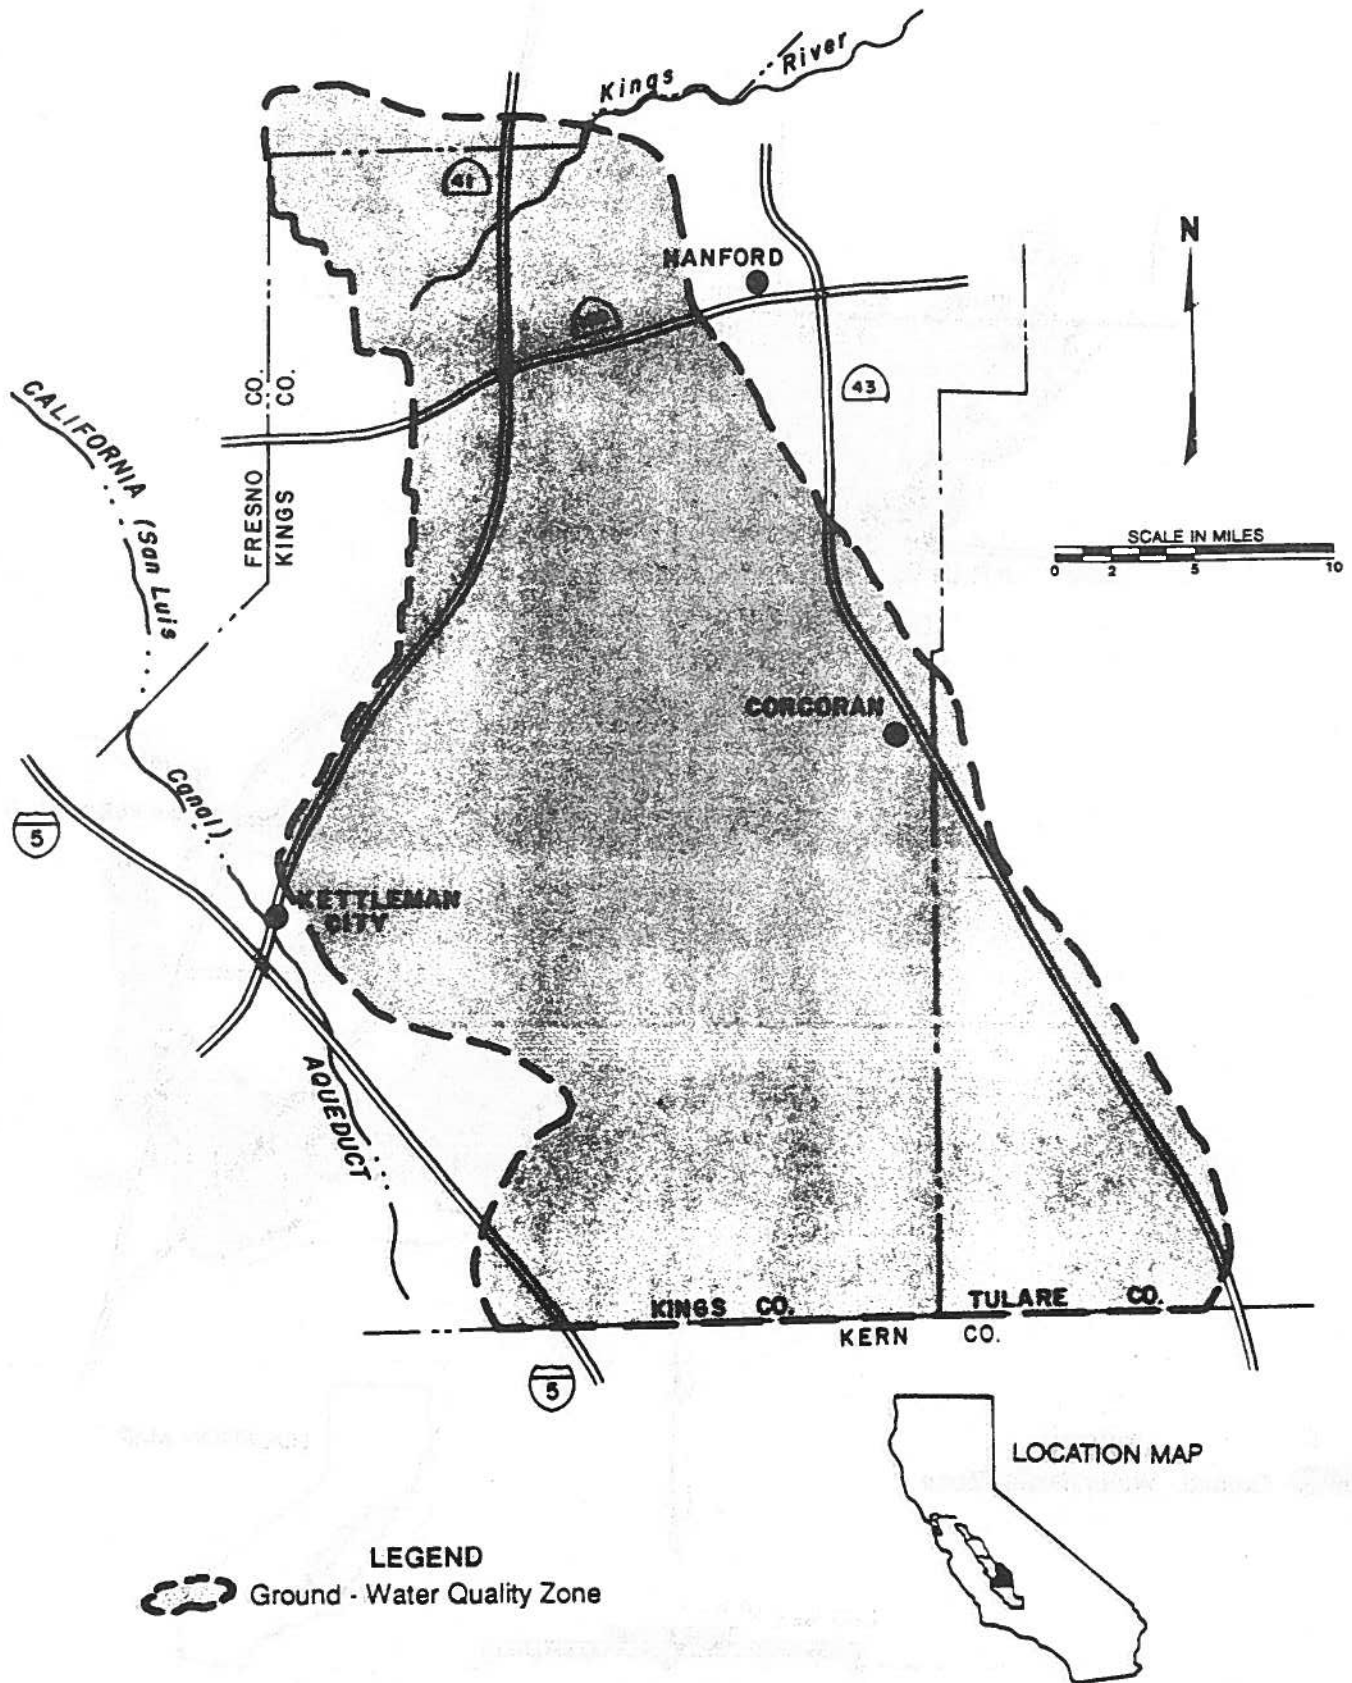 Kings River
41
HANFORD
N
CO.
CO.
43
CALIFORNIA (San Luis
FRESNO
KINGS
SCALE IN MILES
0 2 5 10
CORCORAN
Canal)
5
KETTLEMAN
CITY
AQUEDUCT
KINGS CO. TULARE CO.
KERN CO.
5
LOCATION MAP
LEGEND
Ground - Water Quality Zone